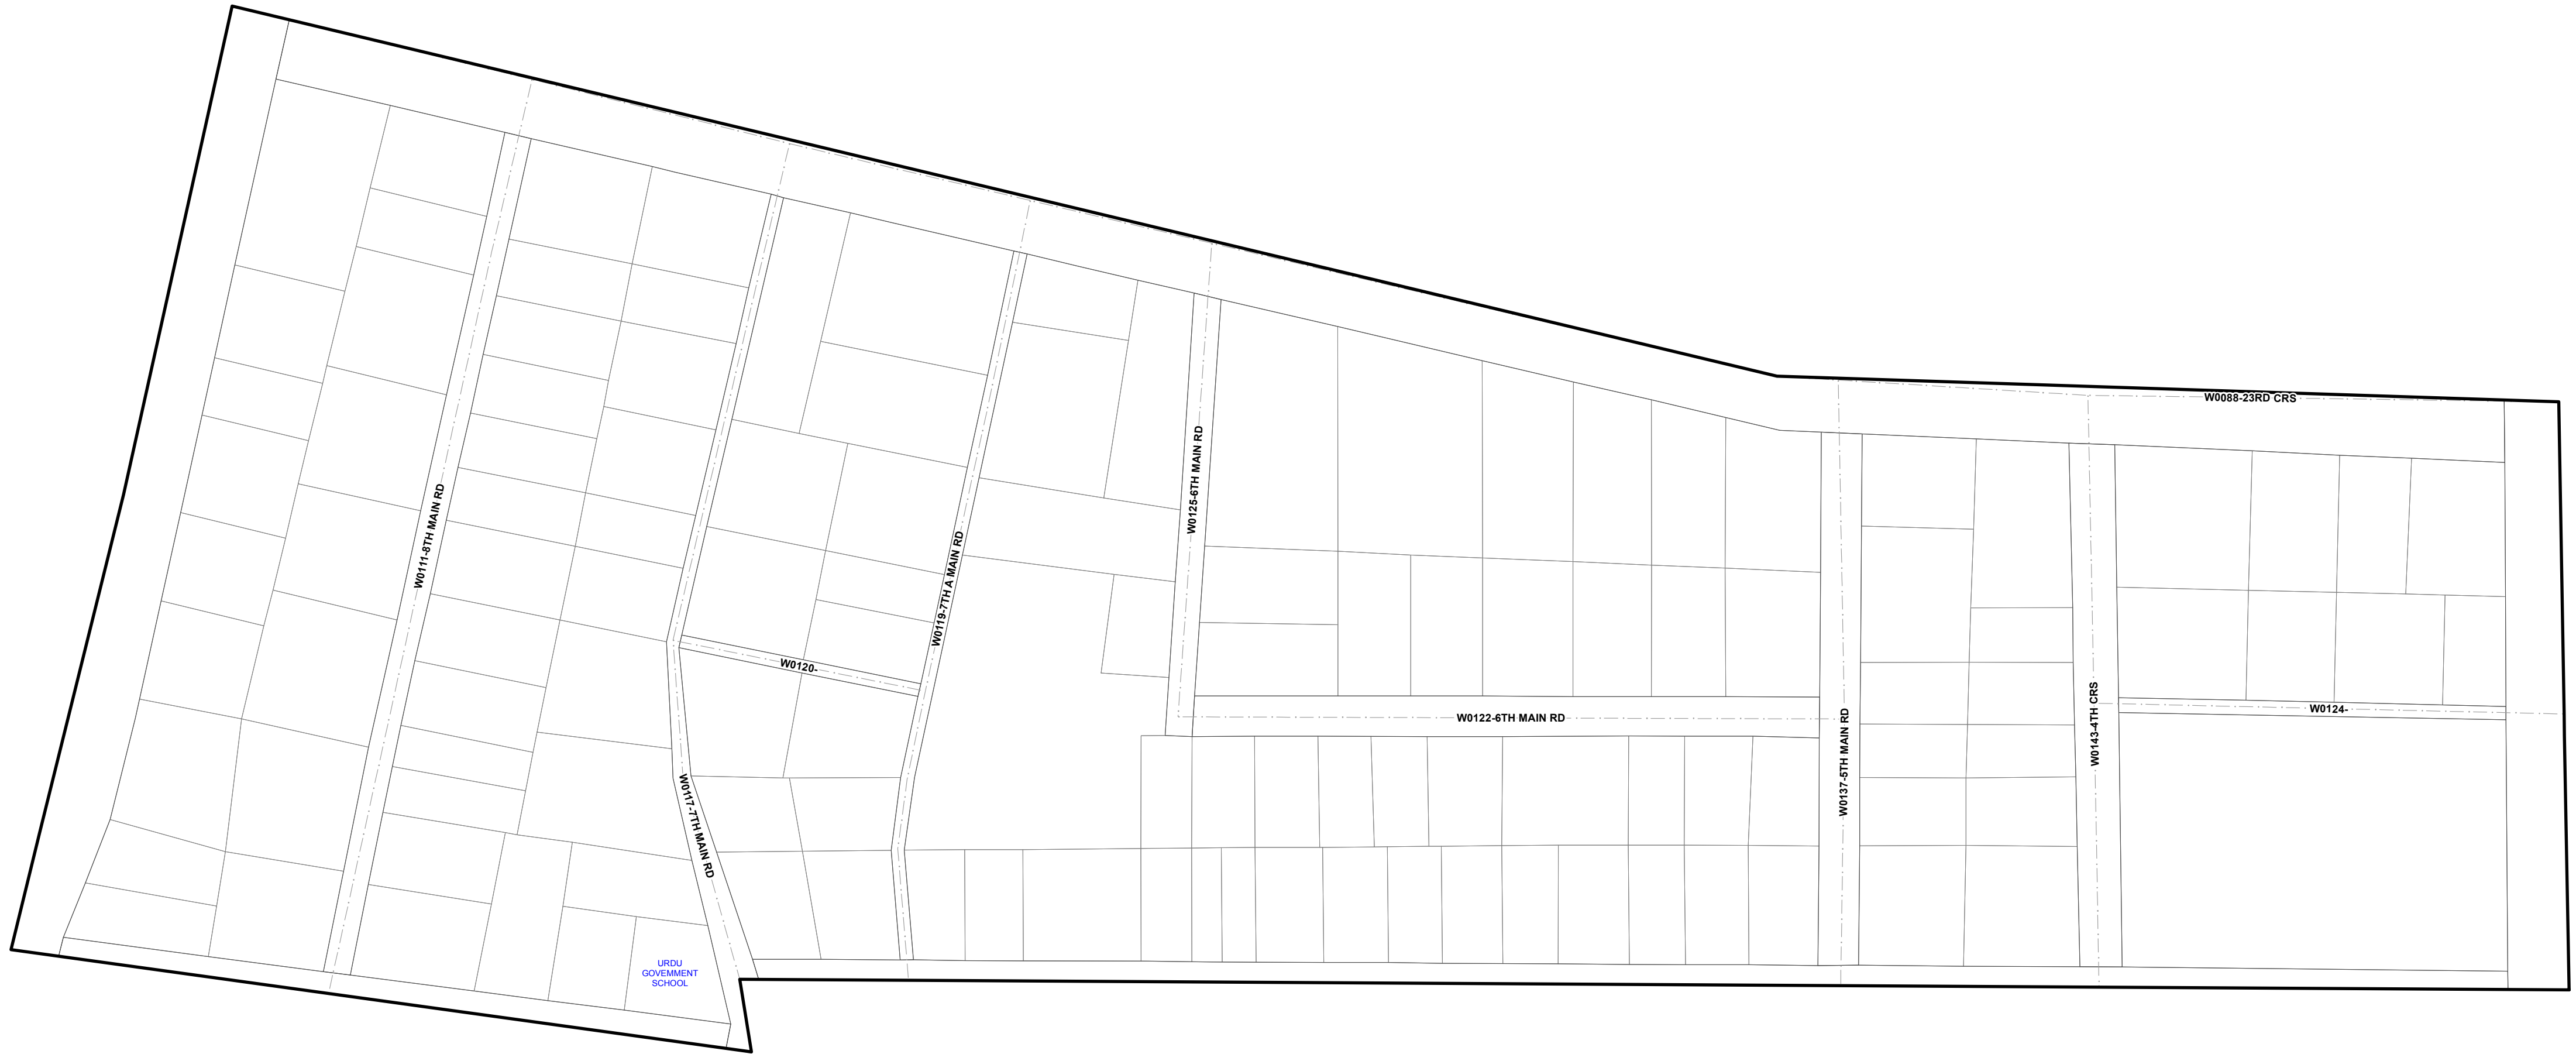 W0088-23RD CRS
W0111-8TH MAIN RD
W0125-6TH MAIN RD
W0119-7TH A MAIN RD
W0120-
W0122-6TH MAIN RD
W0137-5TH MAIN RD
W0143-4TH CRS
W0124-
W0117-7TH MAIN RD
URDU
GOVEMMENT
SCHOOL